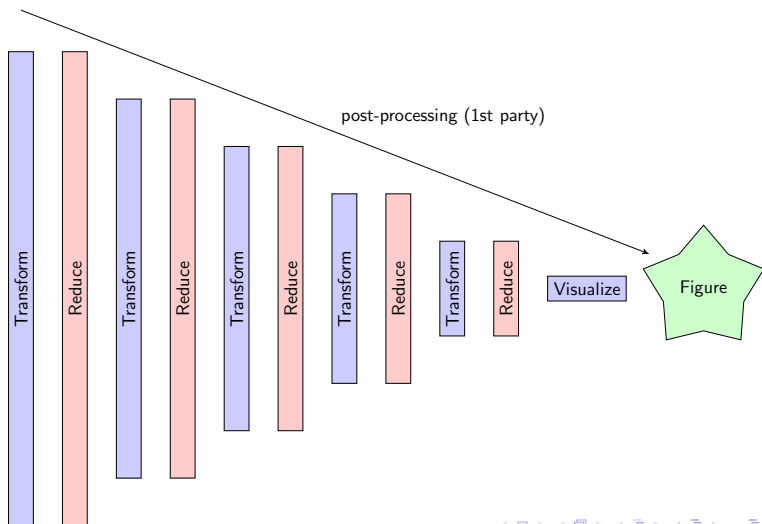 post-processing (1st party)
Transform
Reduce
Transform
Reduce
Transform
Reduce
Transform
Reduce
Transform
Reduce
Visualize
Figure